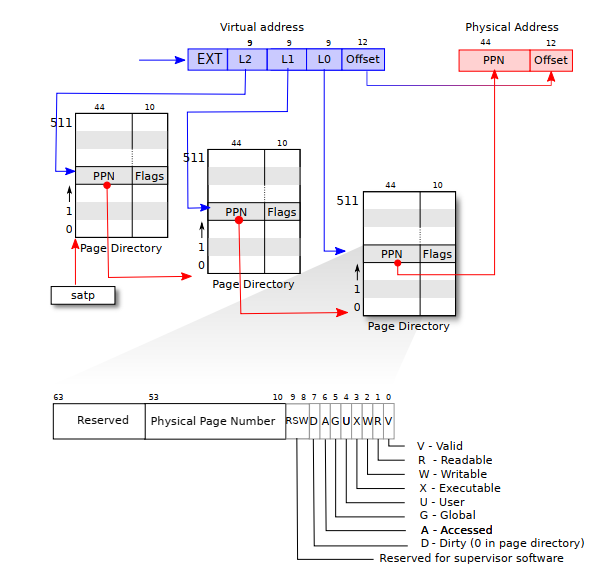 Virtual address
Physical Address
9 9 9 12
44 12
EXT L2 L1 L0 Offset
PPN Offset
44 10
511
PPN Flags
1
0
Page Directory
satp
44 10
511
PPN Flags
1
0
Page Directory
44 10
511
PPN Flags
1
0
Page Directory
63 53 10 9 8 7 6 5 4 3 2 1 0
Reserved Physical Page Number RSW D A G U X W R V
V - Valid
R - Readable
W - Writable
X - Executable
U - User
G - Global
A - Accessed
D - Dirty (0 in page directory)
Reserved for supervisor software